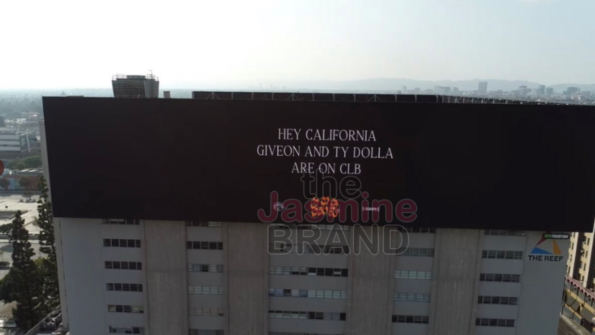 HEY CALIFORNIA
GIVEON AND TY DOLLA
ARE ON CLB
the
Jasmine
BRAND
THE REEF